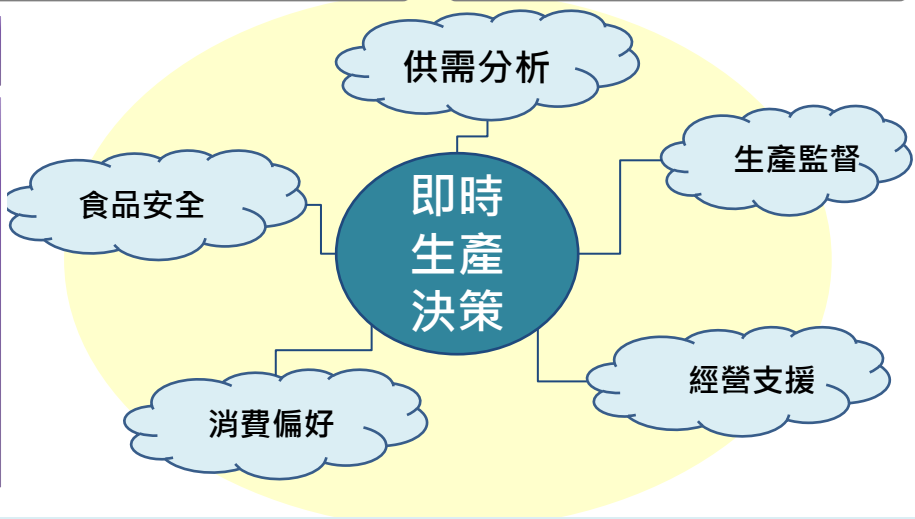 供需分析
生產監督
食品安全
即時
生產
決策
經營支援
消費偏好